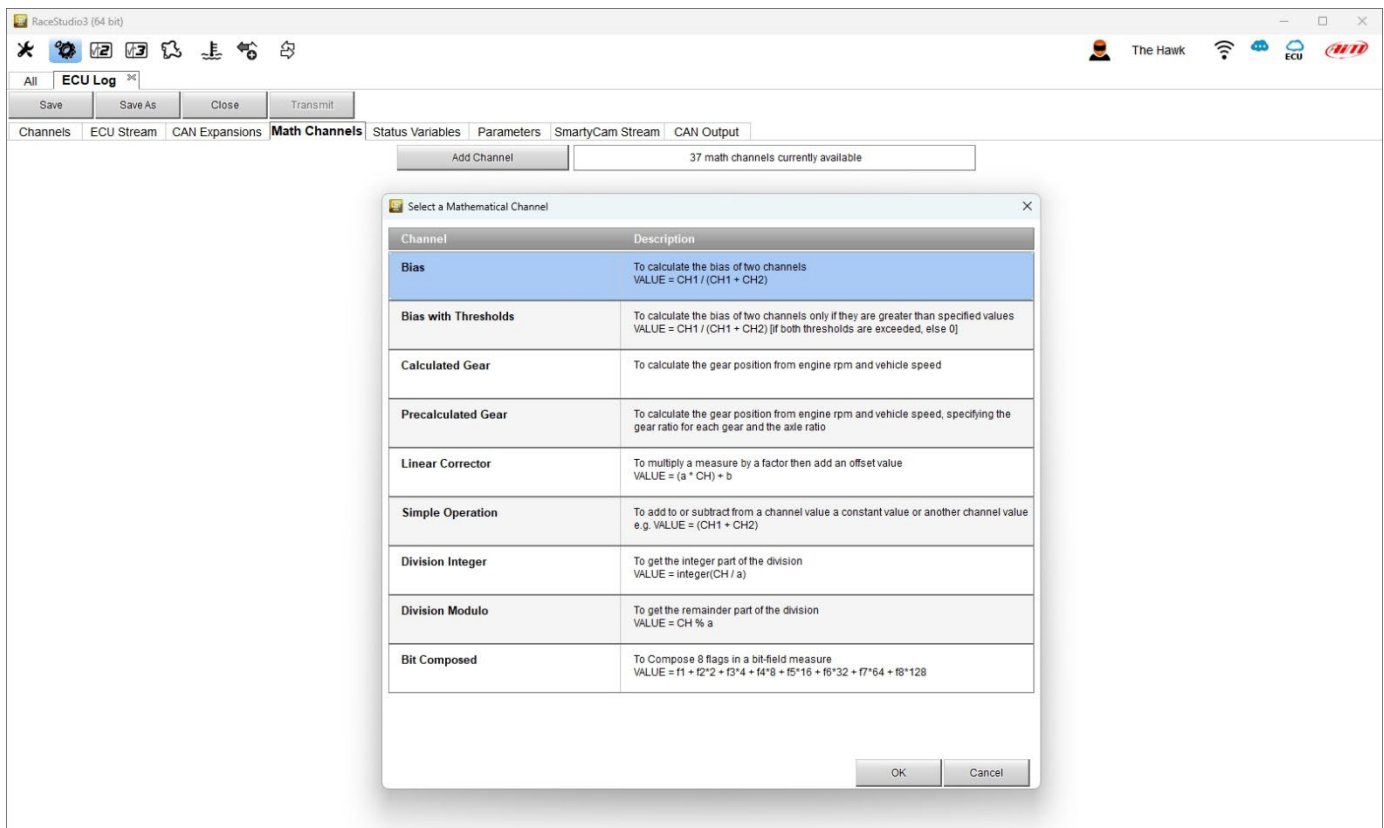 RaceStudio3 (64 bit)
The Hawk
ECU
All ECU Log
Save Save As Close Transmit
Channels ECU Stream CAN Expansions Math Channels Status Variables Parameters SmartyCam Stream CAN Output
Add Channel 37 math channels currently available
Select a Mathematical Channel
Channel Description
Bias To calculate the bias of two channels
VALUE = CH1 / (CH1 + CH2)
Bias with Thresholds To calculate the bias of two channels only if they are greater than specified values
VALUE = CH1 / (CH1 + CH2) [if both thresholds are exceeded, else 0]
Calculated Gear To calculate the gear position from engine rpm and vehicle speed
Precalculated Gear To calculate the gear position from engine rpm and vehicle speed, specifying the
gear ratio for each gear and the axle ratio
Linear Corrector To multiply a measure by a factor then add an offset value
VALUE = (a * CH) + b
Simple Operation To add to or subtract from a channel value a constant value or another channel value
e.g. VALUE = (CH1 + CH2)
Division Integer To get the integer part of the division
VALUE = integer(CH / a)
Division Modulo To get the remainder part of the division
VALUE = CH % a
Bit Composed To Compose 8 flags in a bit-field measure
VALUE = f1 + f2*2 + f3*4 + f4*8 + f5*16 + f6*32 + f7*64 + f8*128
OK Cancel